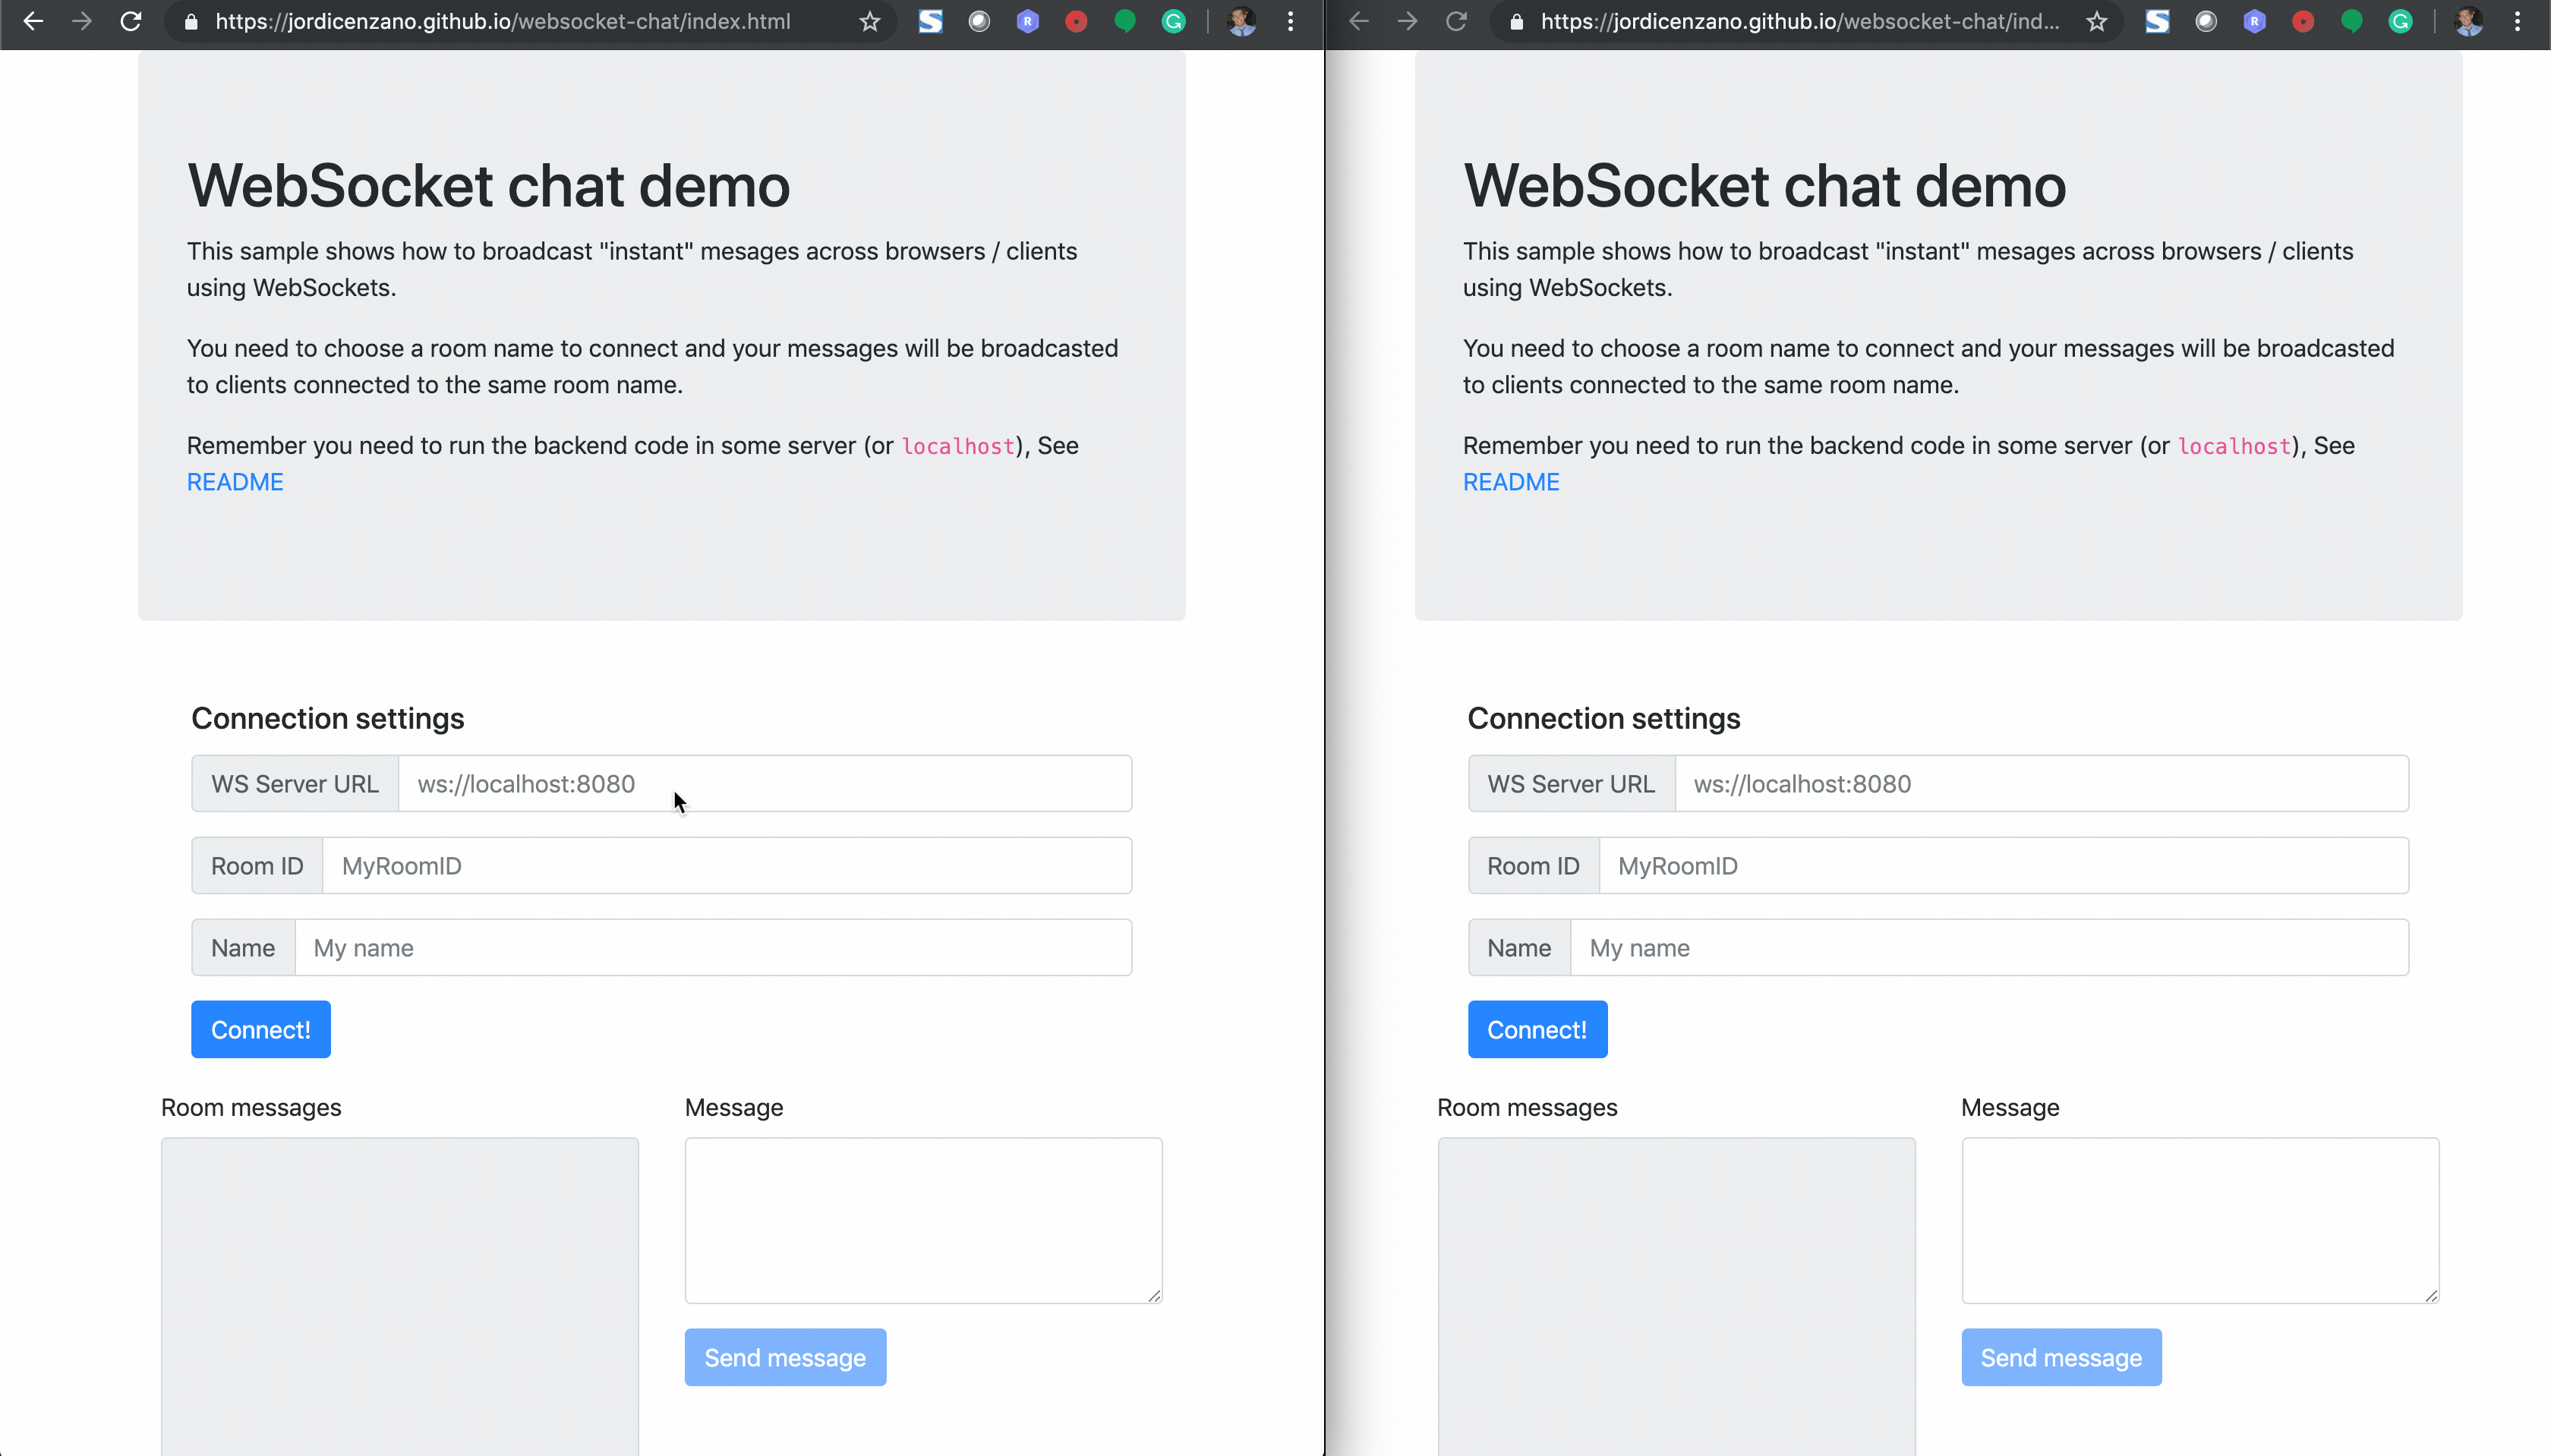 https://jordicenzano.github.io/websocket-chat/index.html
WebSocket chat demo
This sample shows how to broadcast "instant" mesages across browsers / clients
using WebSockets.
You need to choose a room name to connect and your messages will be broadcasted
to clients connected to the same room name.
Remember you need to run the backend code in some server (or localhost), See
README
Connection settings
WS Server URL ws://localhost:8080
Room ID MyRoomID
Name My name
Connect!
Room messages Message
Send message
https://jordicenzano.github.io/websocket-chat/ind...
WebSocket chat demo
This sample shows how to broadcast "instant" mesages across browsers / clients
using WebSockets.
You need to choose a room name to connect and your messages will be broadcasted
to clients connected to the same room name.
Remember you need to run the backend code in some server (or localhost), See
README
Connection settings
WS Server URL ws://localhost:8080
Room ID MyRoomID
Name My name
Connect!
Room messages Message
Send message